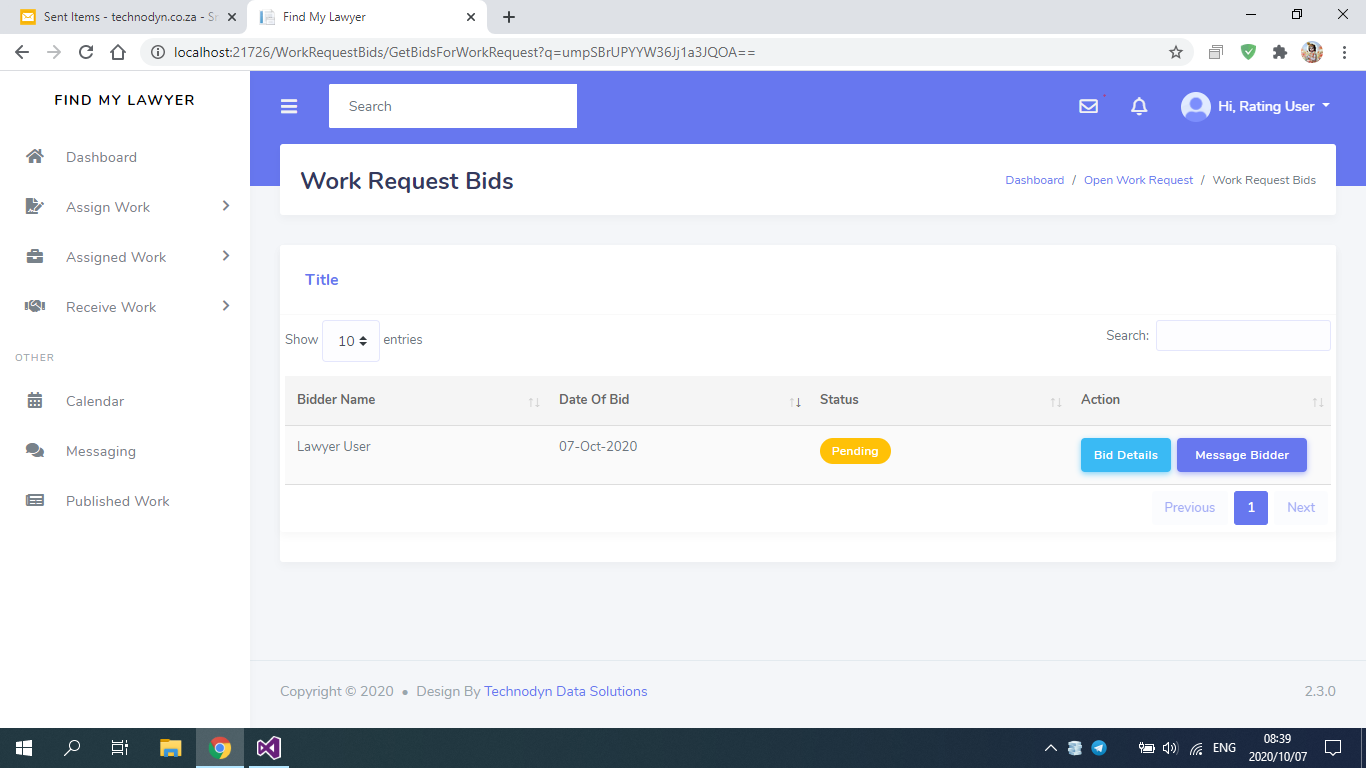 Sent Items - technodyn.co.za - Sm
Find My Lawyer
localhost:21726/WorkRequestBids/GetBidsForWorkRequest?q=umpSBrUPYYW36Jj1a3JQOA==
FIND MY LAWYER
Search
Hi, Rating User
Dashboard
Assign Work
Assigned Work
Receive Work
OTHER
Calendar
Messaging
Published Work
Work Request Bids
Dashboard / Open Work Request / Work Request Bids
Title
Show 10 entries
Search:
Bidder Name Date Of Bid Status Action
Lawyer User 07-Oct-2020 Pending Bid Details Message Bidder
Previous 1 Next
Copyright © 2020 • Design By Technodyn Data Solutions
2.3.0
ENG
08:39
2020/10/07